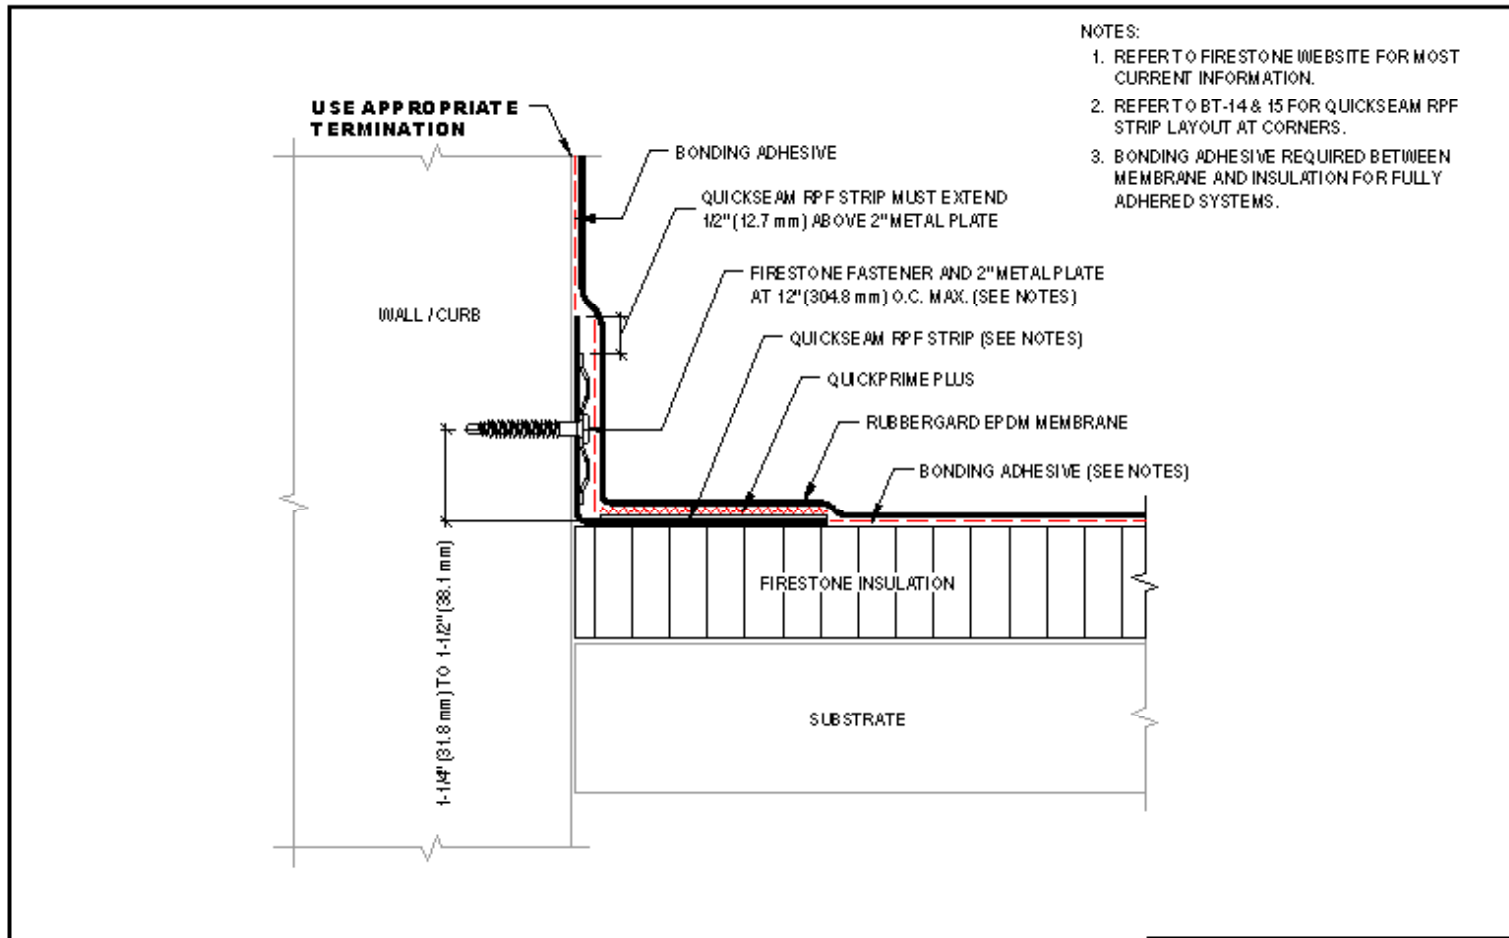 NOTES:
1. REFER TO FIRESTONE WEBSITE FOR MOST
CURRENT INFORMATION.
2. REFER TO BT-14 & 15 FOR QUICKSEAM RPF
STRIP LAYOUT AT CORNERS.
3. BONDING ADHESIVE REQUIRED BETWEEN
MEMBRANE AND INSULATION FOR FULLY
ADHERED SYSTEMS.
USE APPROPRIATE
TERMINATION
BONDING ADHESIVE
QUICKSEAM RPF STRIP MUST EXTEND
1/2" (12.7 mm) ABOVE 2" METAL PLATE
FIRESTONE FASTENER AND 2" METAL PLATE
AT 12" (304.8 mm) O.C. MAX. (SEE NOTES)
WALL / CURB
QUICKSEAM RPF STRIP (SEE NOTES)
QUICKPRIME PLUS
RUBBERGARD EPDM MEMBRANE
BONDING ADHESIVE (SEE NOTES)
FIRESTONE INSULATION
1-1/4" (31.8 mm) TO 1-1/2" (38.1 mm)
SUBSTRATE